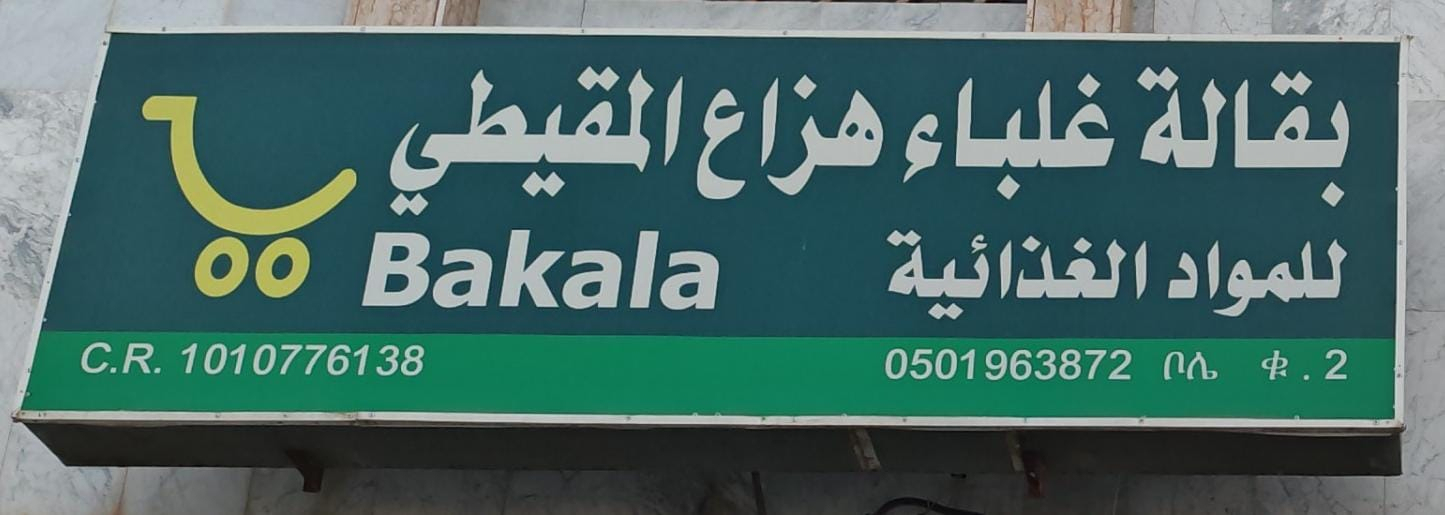 بقالة غلباء هزاع المقيطي
Bakala
للمواد الغذائية
C.R. 1010776138
0501963872 ቦሌ ቁ . 2